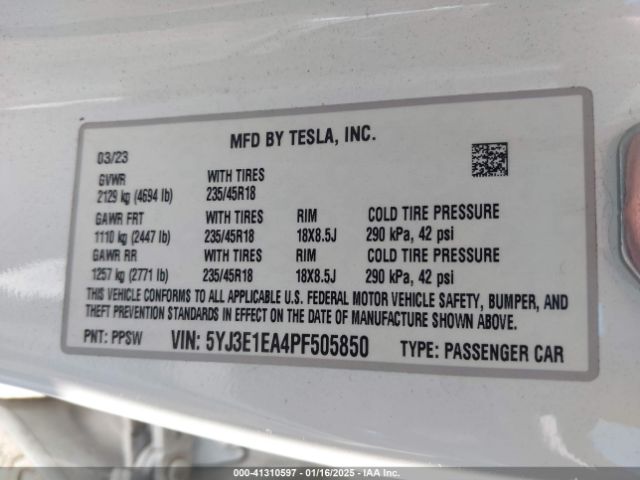 MFD BY TESLA, INC.
03/23
GVWR WITH TIRES
2129 kg (4694 lb) 235/45R18
GAWR FRT WITH TIRES RIM COLD TIRE PRESSURE
1110 kg (2447 lb) 235/45R18 18X8.5J 290 kPa, 42 psi
GAWR RR WITH TIRES RIM COLD TIRE PRESSURE
1257 kg (2771 lb) 235/45R18 18X8.5J 290 kPa, 42 psi
THIS VEHICLE CONFORMS TO ALL APPLICABLE U.S. FEDERAL MOTOR VEHICLE SAFETY, BUMPER, AND
THEFT PREVENTION STANDARDS IN EFFECT ON THE DATE OF MANUFACTURE SHOWN ABOVE.
PNT: PPSW VIN: 5YJ3E1EA4PF505850 TYPE: PASSENGER CAR
000-41310597 - 01/16/2025 - IAA Inc.